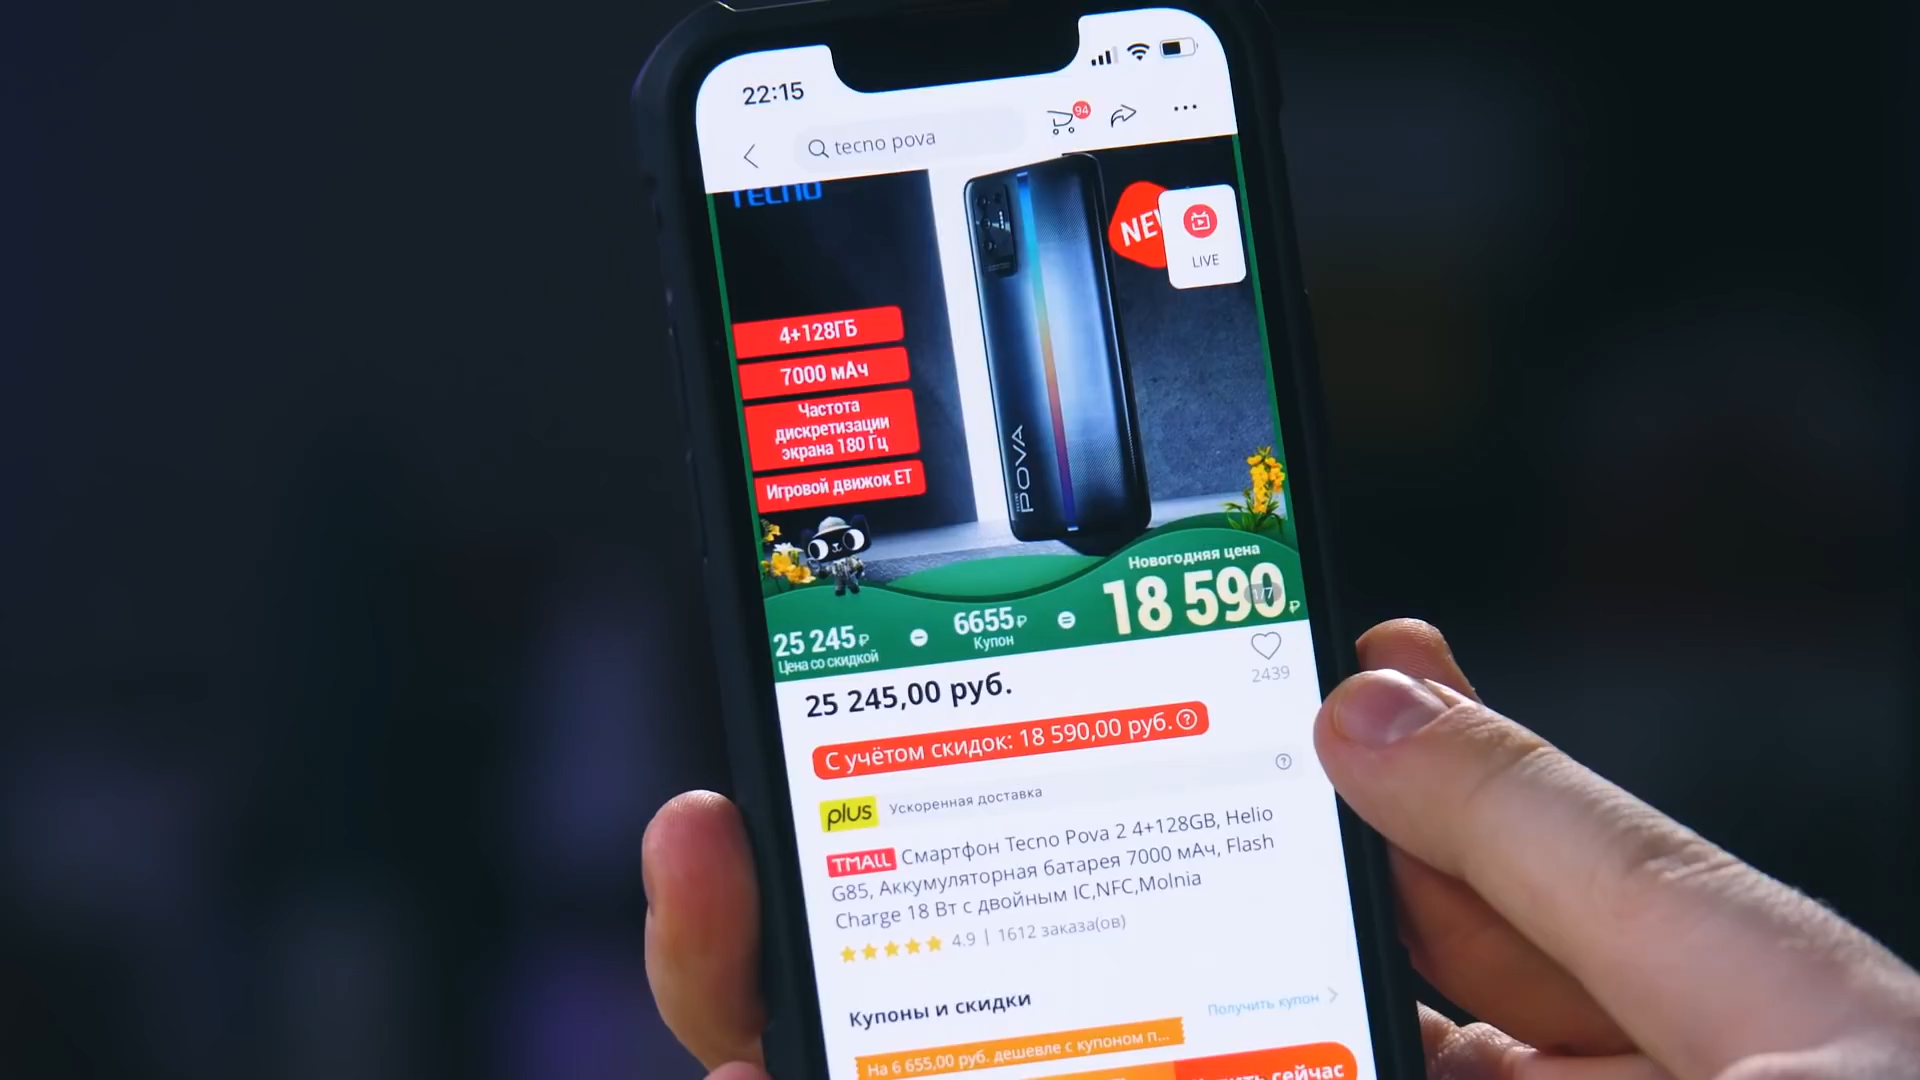 22:15
tecno pova
94
TECNO
NEW
LIVE
4+128ГБ
7000 мАч
Частота
дискретизации
экрана 180 Гц
Игровой движок ET
TECNO
POVA
Новогодняя цена
18 590₽
1/7
25 245₽
Цена со скидкой
6655₽
Купон
25 245,00 руб.
2439
С учётом скидок: 18 590,00 руб.
plus Ускоренная доставка
TMALL Смартфон Tecno Pova 2 4+128GB, Helio
G85, Аккумуляторная батарея 7000 мАч, Flash
Charge 18 Вт с двойным IC,NFC,Molnia
4.9 | 1612 заказа(ов)
Купоны и скидки
Получить купон
На 6 655,00 руб. дешевле с купоном п...
сейчас